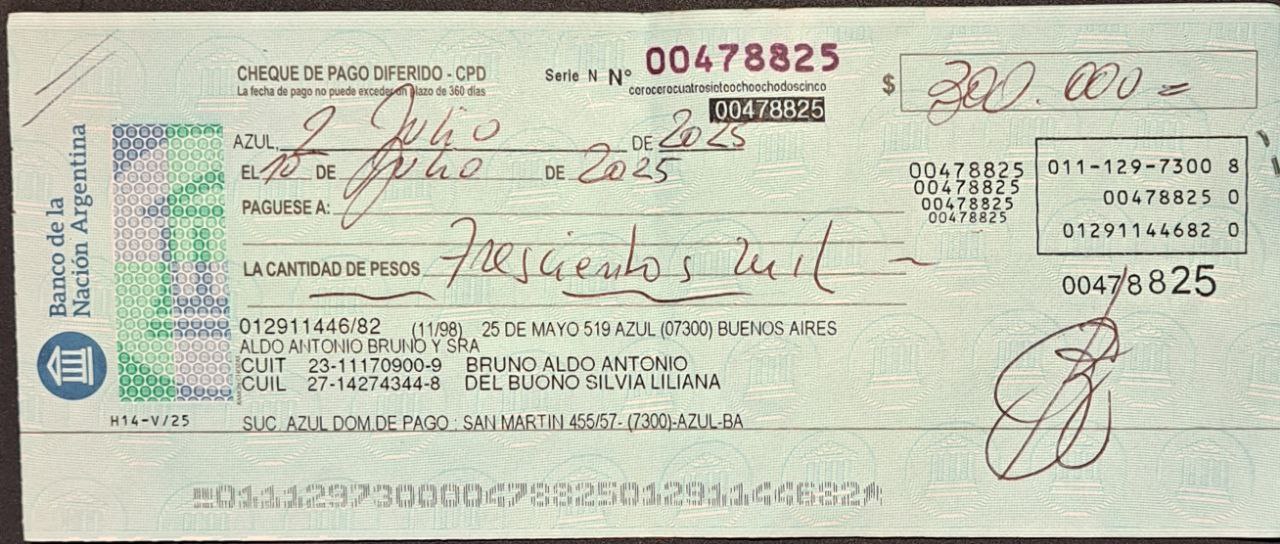 CHEQUE DE PAGO DIFERIDO - CPD
La fecha de pago no puede exceder un plazo de 360 días
Serie N Nº 00478825
cerocerocuatrosieteochoochodoscinco
00478825
$ 300.000=
AZUL, 2 Julio DE 2025
EL 10 DE Julio DE 2025
PAGUESE A:
LA CANTIDAD DE PESOS Trescientos mil
00478825
00478825
00478825
00478825
011-129-7300 8
00478825 0
01291144682 0
00478825
Banco de la
Nación Argentina
012911446/82 (11/98) 25 DE MAYO 519 AZUL (07300) BUENOS AIRES
ALDO ANTONIO BRUNO Y SRA
CUIT 23-11170900-9 BRUNO ALDO ANTONIO
CUIL 27-14274344-8 DEL BUONO SILVIA LILIANA
H14-V/25
SUC. AZUL DOM.DE PAGO : SAN MARTIN 455/57- (7300)-AZUL-BA
01112973000047882501291144682